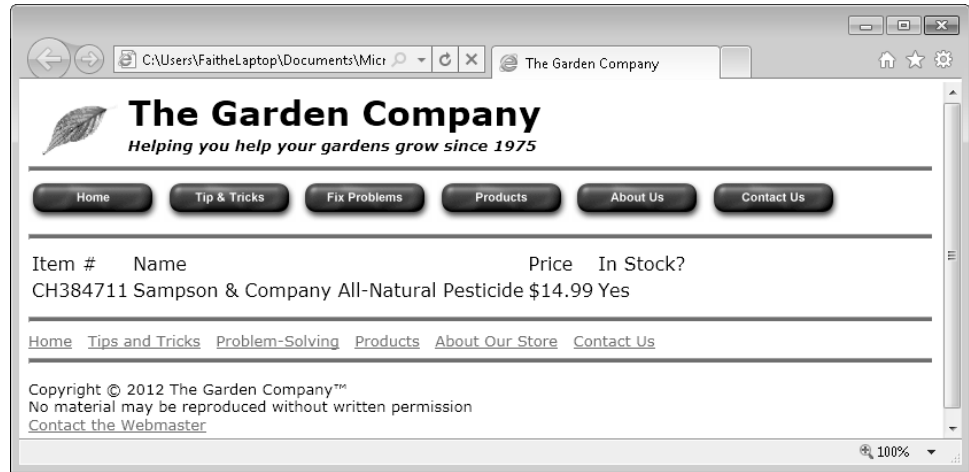 C:\Users\FaitheLaptop\Documents\Micr
The Garden Company
The Garden Company
Helping you help your gardens grow since 1975
Home Tip & Tricks Fix Problems Products About Us Contact Us
Item # Name Price In Stock?
CH384711 Sampson & Company All-Natural Pesticide $14.99 Yes
Home Tips and Tricks Problem-Solving Products About Our Store Contact Us
Copyright © 2012 The Garden Company™
No material may be reproduced without written permission
Contact the Webmaster
100%